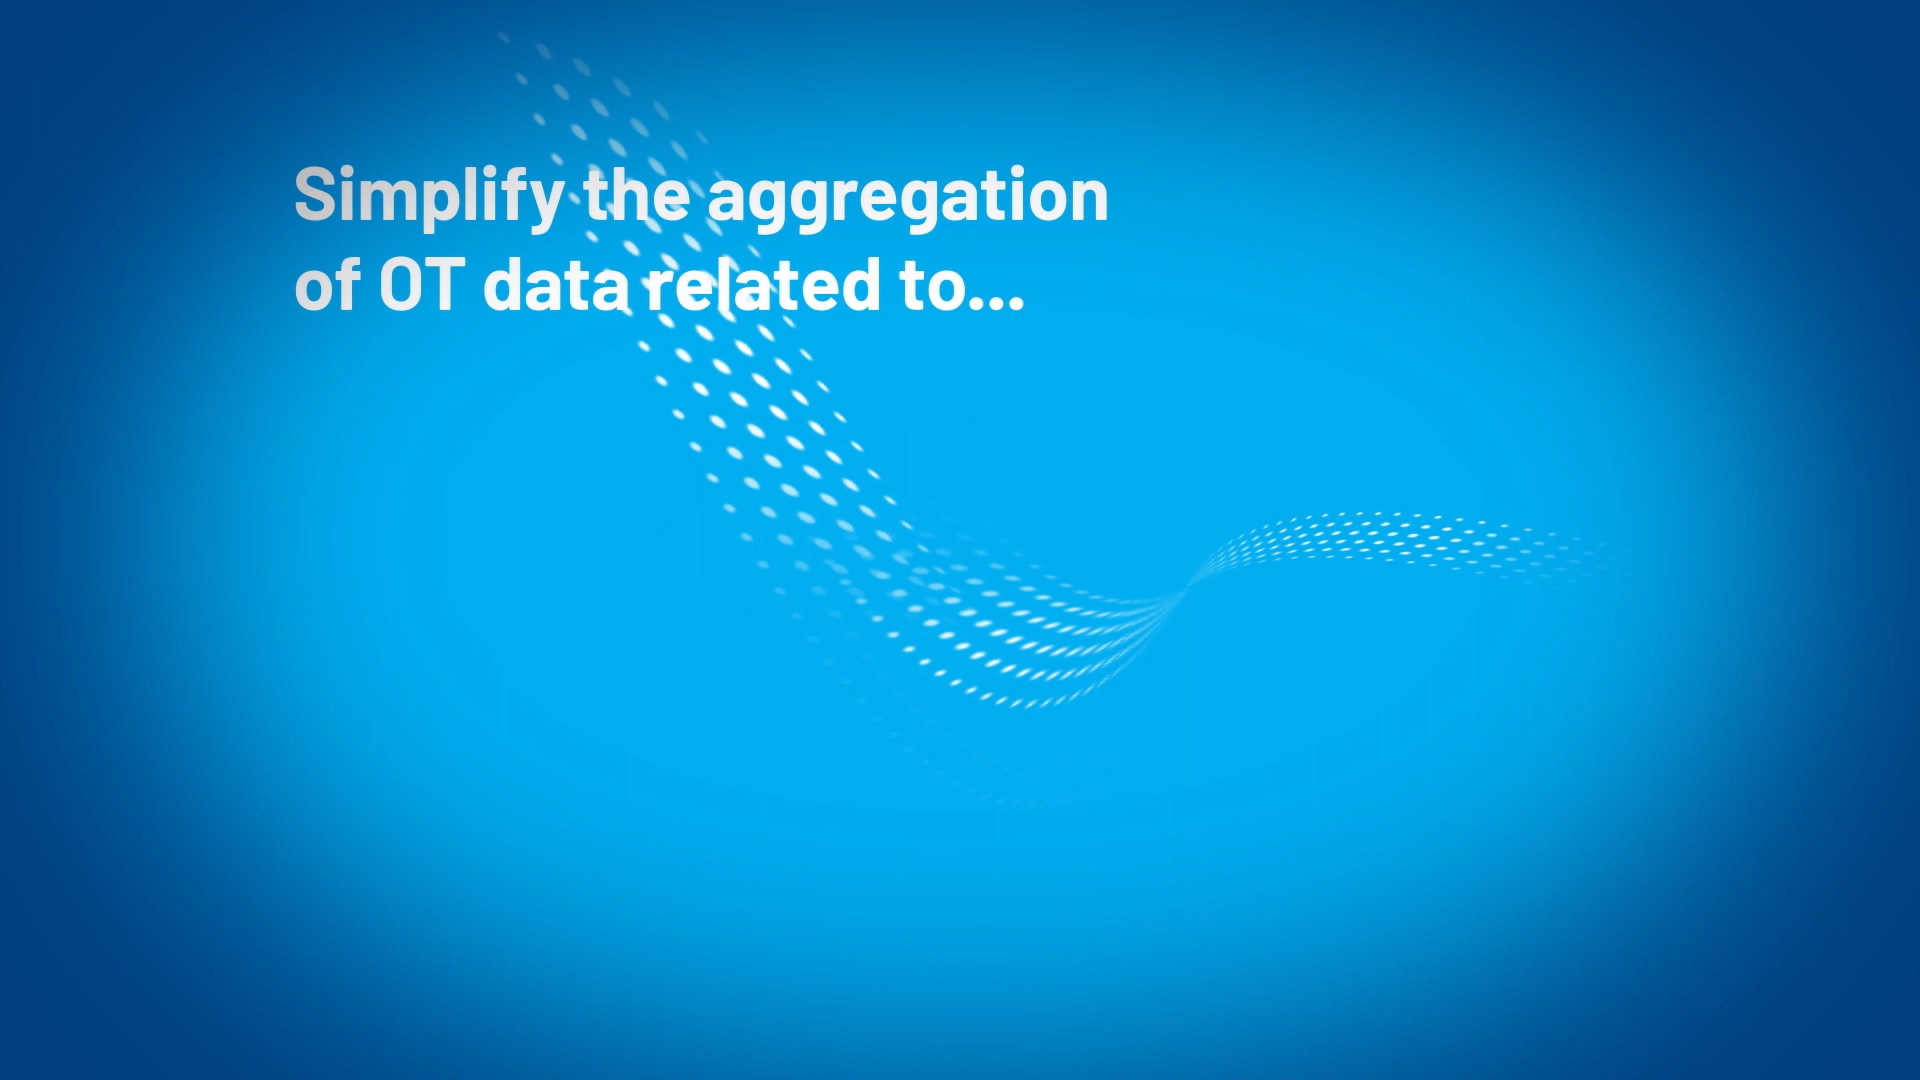 Simplify the aggregation
of OT data related to...